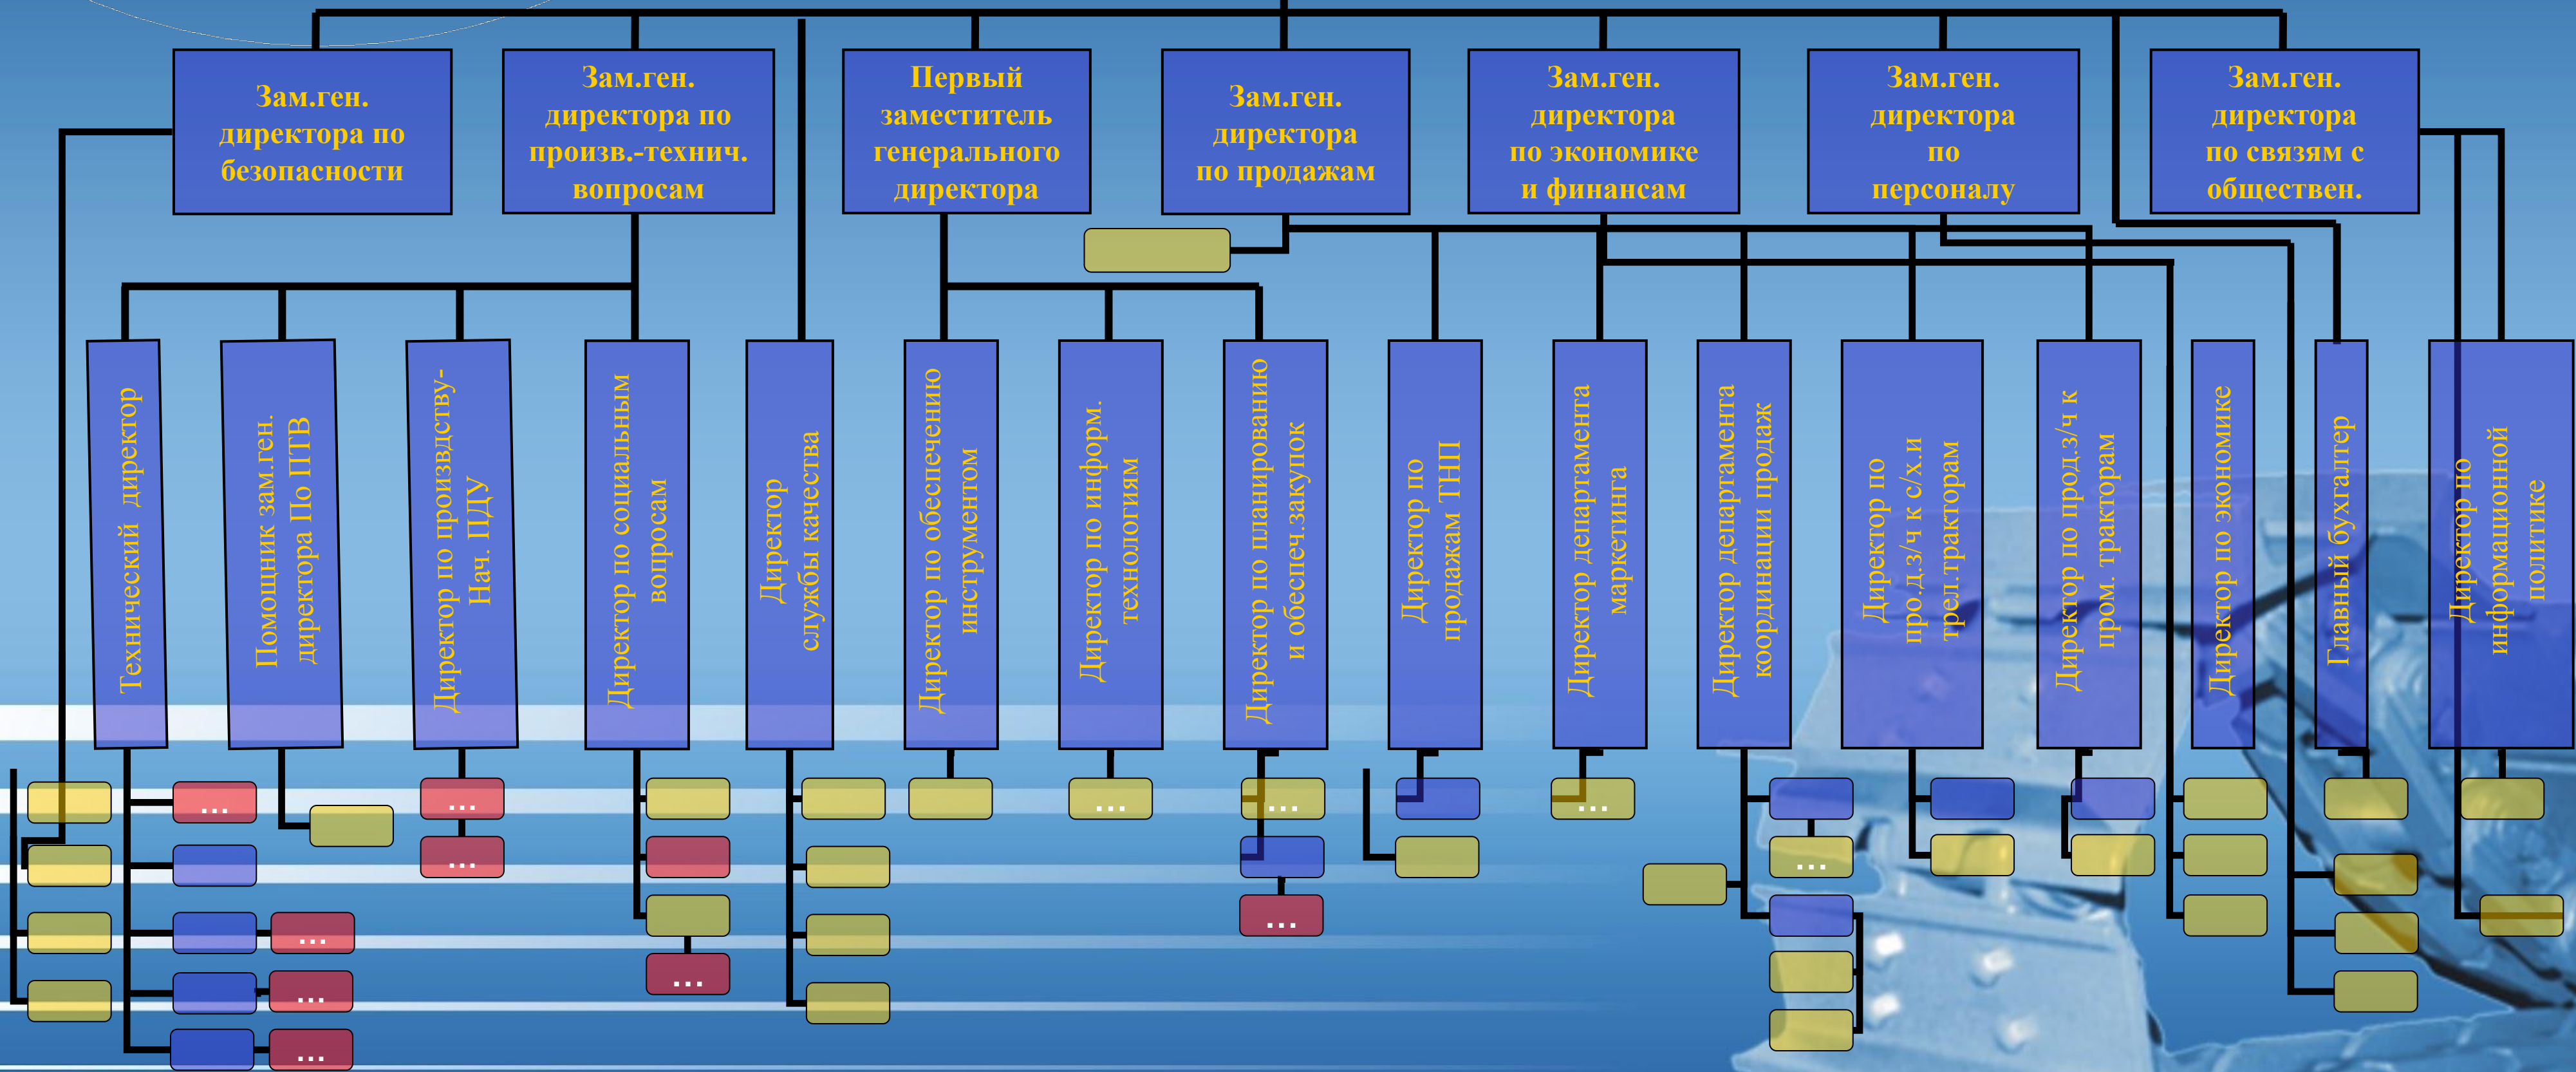 Зам.ген.
директора по
безопасности
Зам.ген.
директора по
произв.-технич.
вопросам
Первый
заместитель
генерального
директора
Зам.ген.
директора
по продажам
Зам.ген.
директора
по экономике
и финансам
Зам.ген.
директора
по
персоналу
Зам.ген.
директора
по связям с
обществен.
Технический директор
Помощник зам.ген.
директора По ПТВ
Директор по произвдству-
Нач. ПДУ
Директор по социальным
вопросам
Директор
службы качества
Директор по обеспечению
инструментом
Директор по информ.
технологиям
Директор по планированию
и обеспеч.закупок
Директор по
продажам ТНП
Директор департамента
маркетинга
Директор департамента
координации продаж
Директор по
про.д.з/ч к с/х.и
трел.тракторам
Директор по прод.з/ч к
пром. тракторам
Директор по экономике
Главный бухгалтер
Директор по
информационной
политике
...
...
...
...
...
...
...
...
...
...
...
...